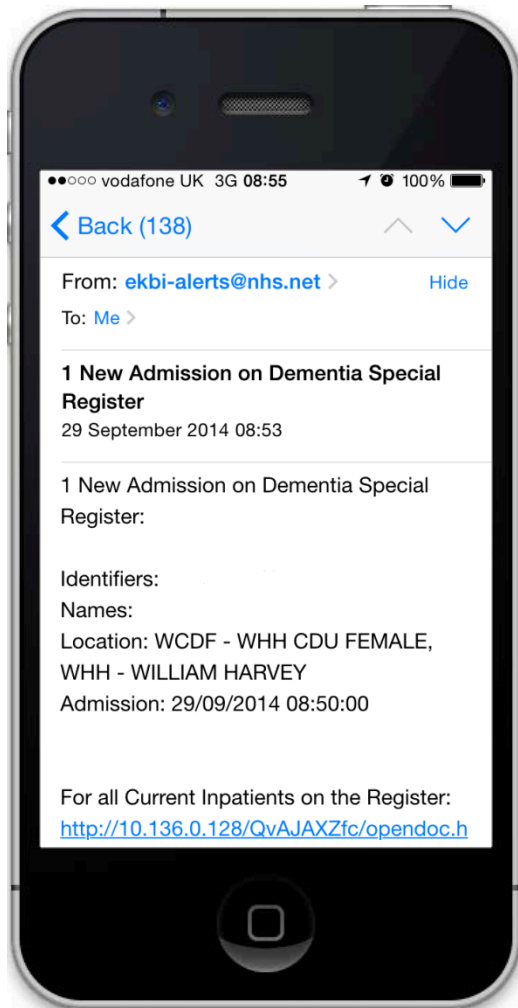 vodafone UK 3G 08:55 100%
Back (138)
From: ekbi-alerts@nhs.net Hide
To: Me
1 New Admission on Dementia Special
Register
29 September 2014 08:53
1 New Admission on Dementia Special
Register:
Identifiers:
Names:
Location: WCDF - WHH CDU FEMALE,
WHH - WILLIAM HARVEY
Admission: 29/09/2014 08:50:00
For all Current Inpatients on the Register:
http://10.136.0.128/QvAJAXZfc/opendoc.h